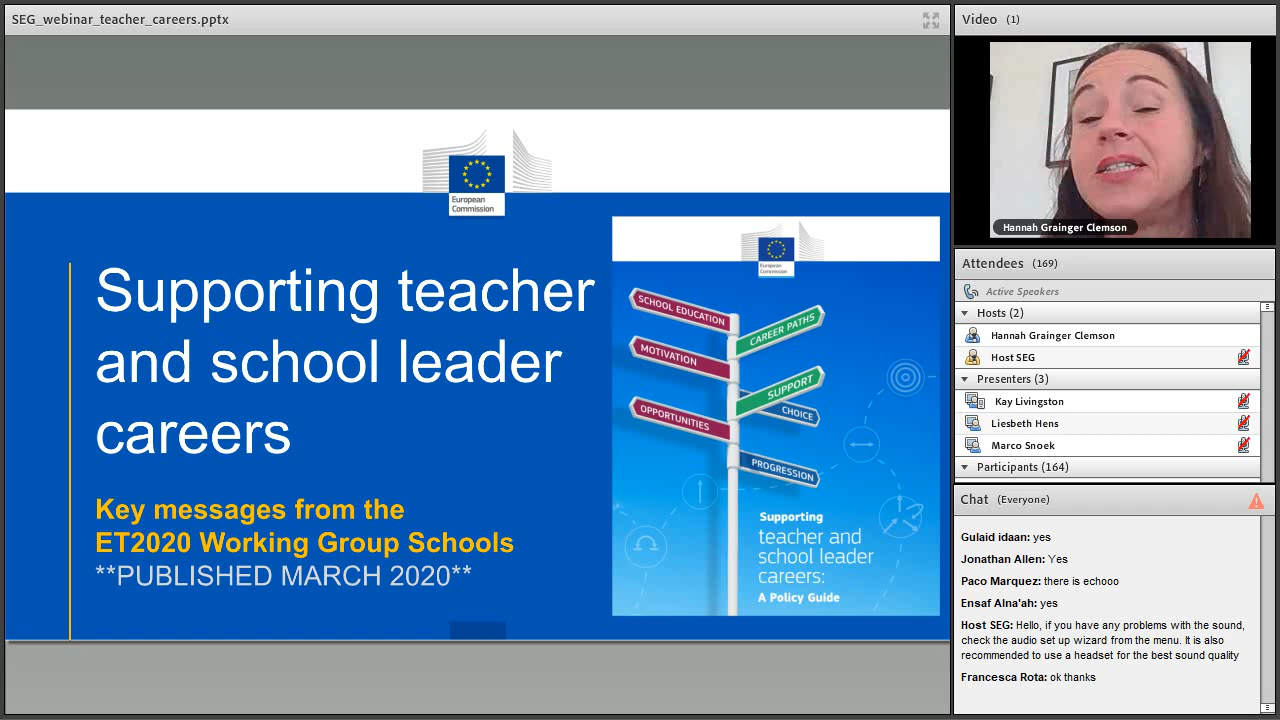 SEG_webinar_teacher_careers.pptx
European
Commission
Supporting teacher
and school leader
careers
Key messages from the
ET2020 Working Group Schools
**PUBLISHED MARCH 2020**
European
Commission
SCHOOL EDUCATION
CAREER PATHS
MOTIVATION
SUPPORT
CHOICE
OPPORTUNITIES
PROGRESSION
Supporting
teacher and
school leader
careers:
A Policy Guide
Video (1)
Hannah Grainger Clemson
Attendees (169)
Active Speakers
Hosts (2)
Hannah Grainger Clemson
Host SEG
Presenters (3)
Kay Livingston
Liesbeth Hens
Marco Snoek
Participants (164)
Chat (Everyone)
Gulaid idaan: yes
Jonathan Allen: Yes
Paco Marquez: there is echooo
Ensaf Alna'ah: yes
Host SEG: Hello, if you have any problems with the sound,
check the audio set up wizard from the menu. It is also
recommended to use a headset for the best sound quality
Francesca Rota: ok thanks